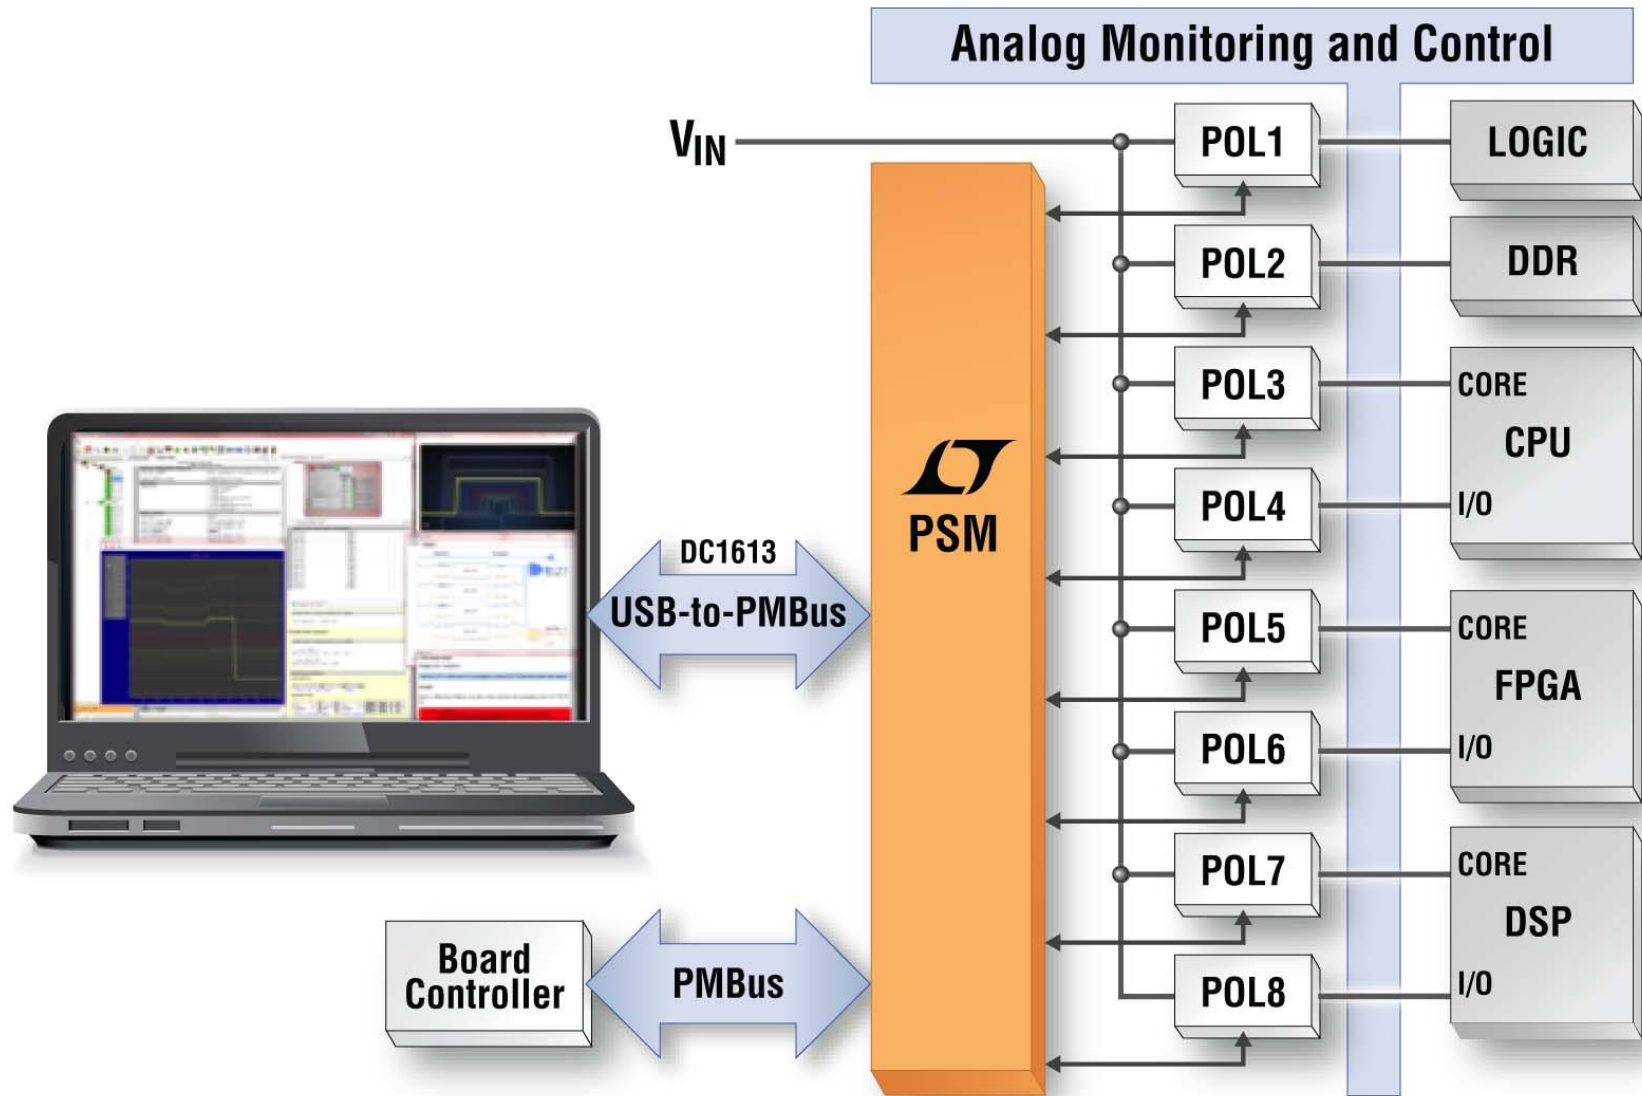 Analog Monitoring and Control
VIN
POL1
LOGIC
POL2
DDR
POL3
CORE
CPU
POL4
I/O
PSM
DC1613
USB-to-PMBus
POL5
CORE
FPGA
POL6
I/O
POL7
CORE
DSP
POL8
I/O
Board
Controller
PMBus